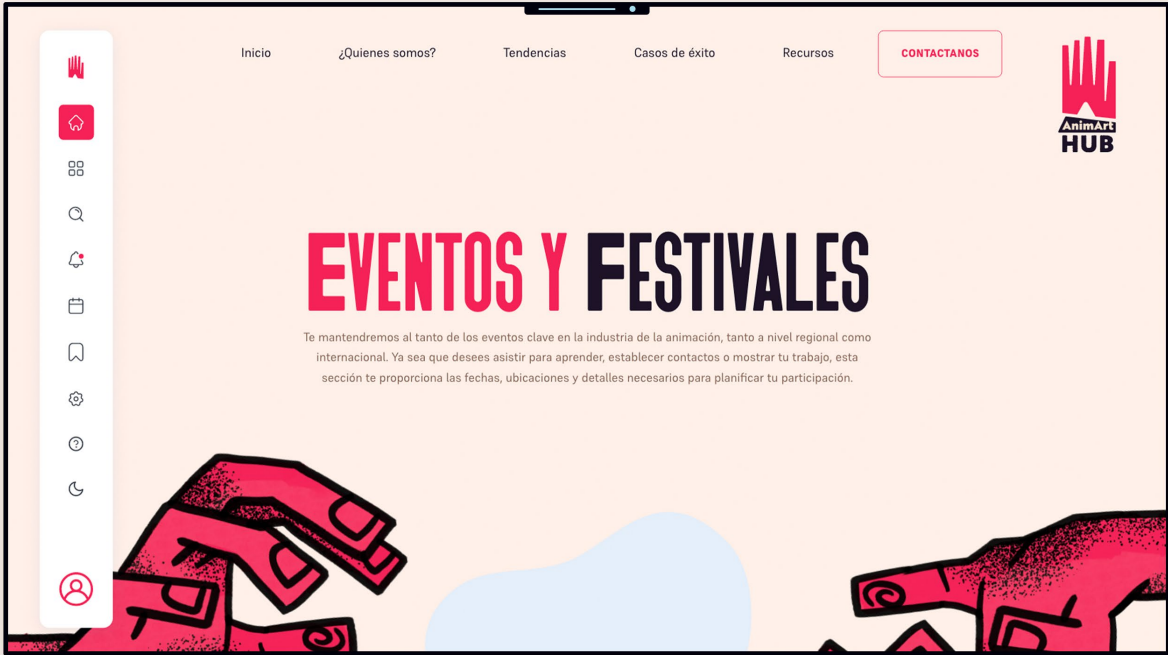 Inicio
¿Quienes somos?
Tendencias
Casos de éxito
Recursos
CONTACTANOS
AnimArt
HUB
EVENTOS Y FESTIVALES
Te mantendremos al tanto de los eventos clave en la industria de la animación, tanto a nivel regional como
internacional. Ya sea que desees asistir para aprender, establecer contactos o mostrar tu trabajo, esta
sección te proporciona las fechas, ubicaciones y detalles necesarios para planificar tu participación.